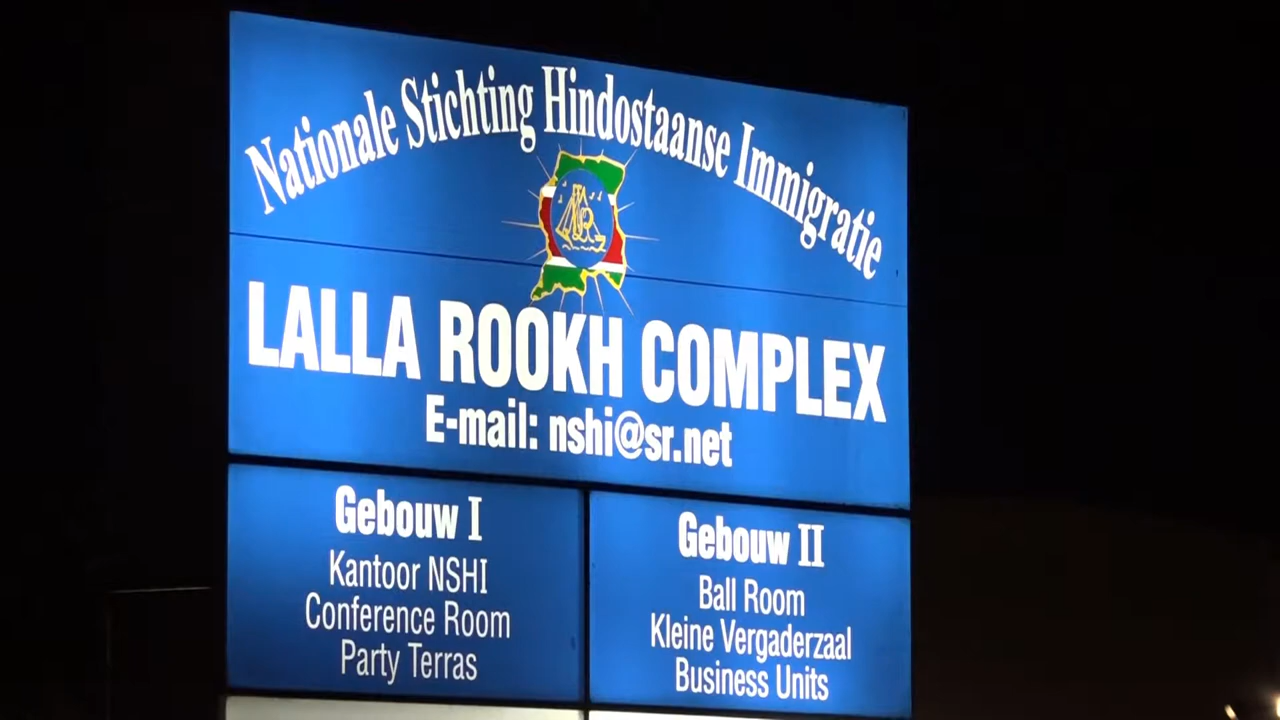 Nationale Stichting Hindostaanse Immigratie
LALLA ROOKH COMPLEX
E-mail: nshi@sr.net
Gebouw I
Kantoor NSHI
Conference Room
Party Terras
Gebouw II
Ball Room
Kleine Vergaderzaal
Business Units